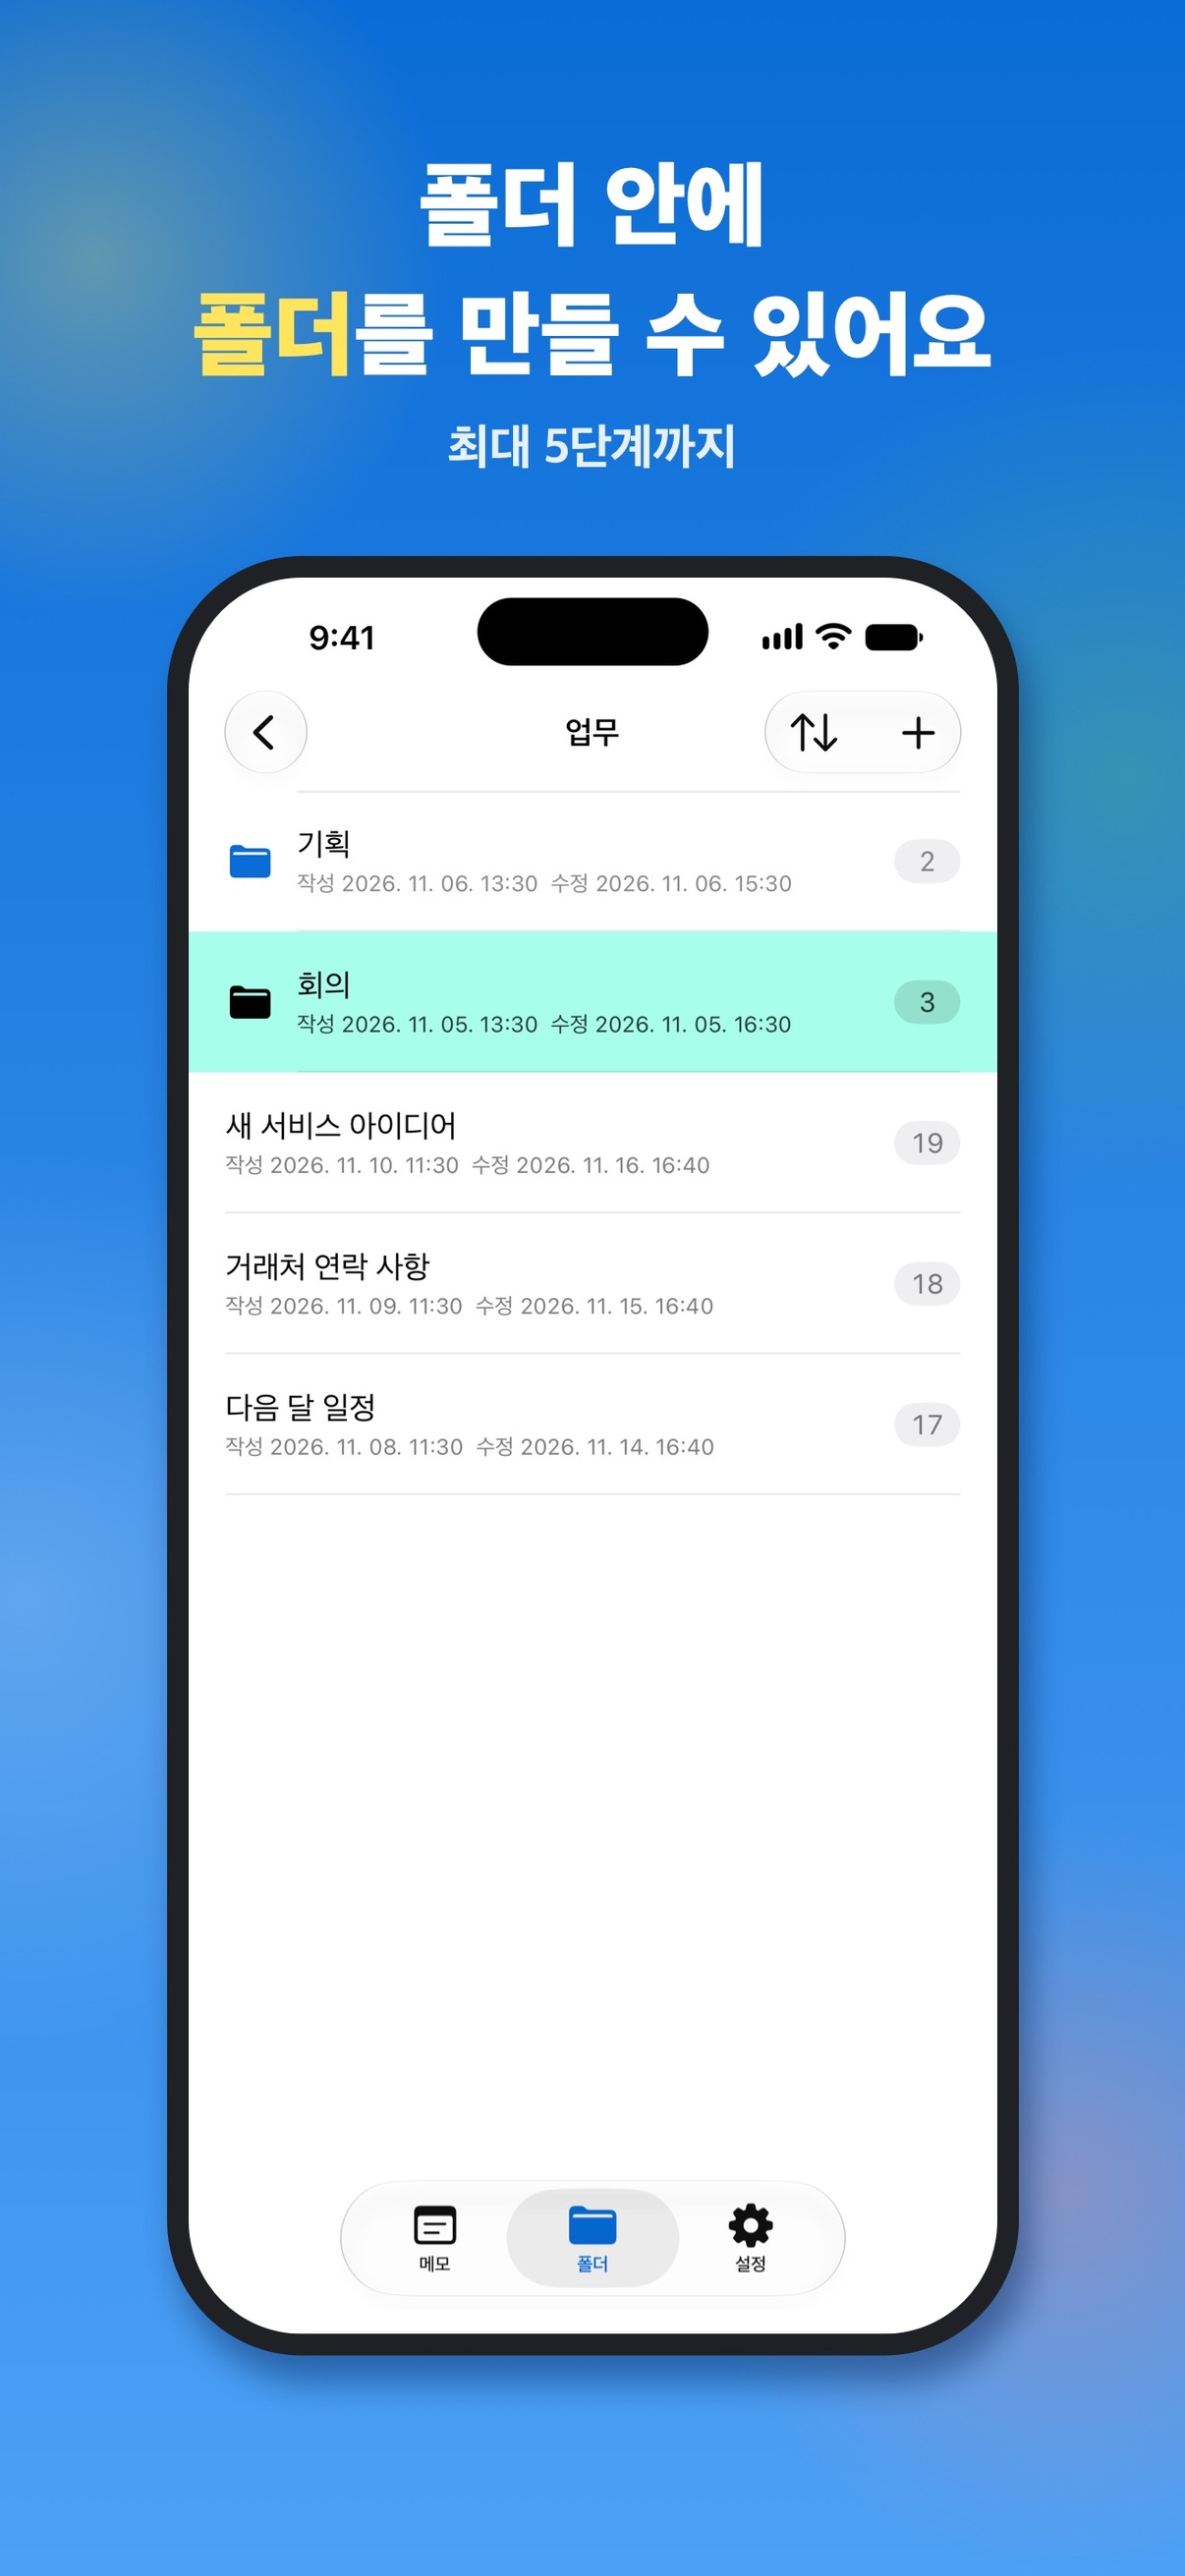 폴더 안에
폴더를 만들 수 있어요
최대 5단계까지
9:41
업무
기획
작성 2026. 11. 06. 13:30 수정 2026. 11. 06. 15:30
2
회의
작성 2026. 11. 05. 13:30 수정 2026. 11. 05. 16:30
3
새 서비스 아이디어
작성 2026. 11. 10. 11:30 수정 2026. 11. 16. 16:40
19
거래처 연락 사항
작성 2026. 11. 09. 11:30 수정 2026. 11. 15. 16:40
18
다음 달 일정
작성 2026. 11. 08. 11:30 수정 2026. 11. 14. 16:40
17
메모
폴더
설정